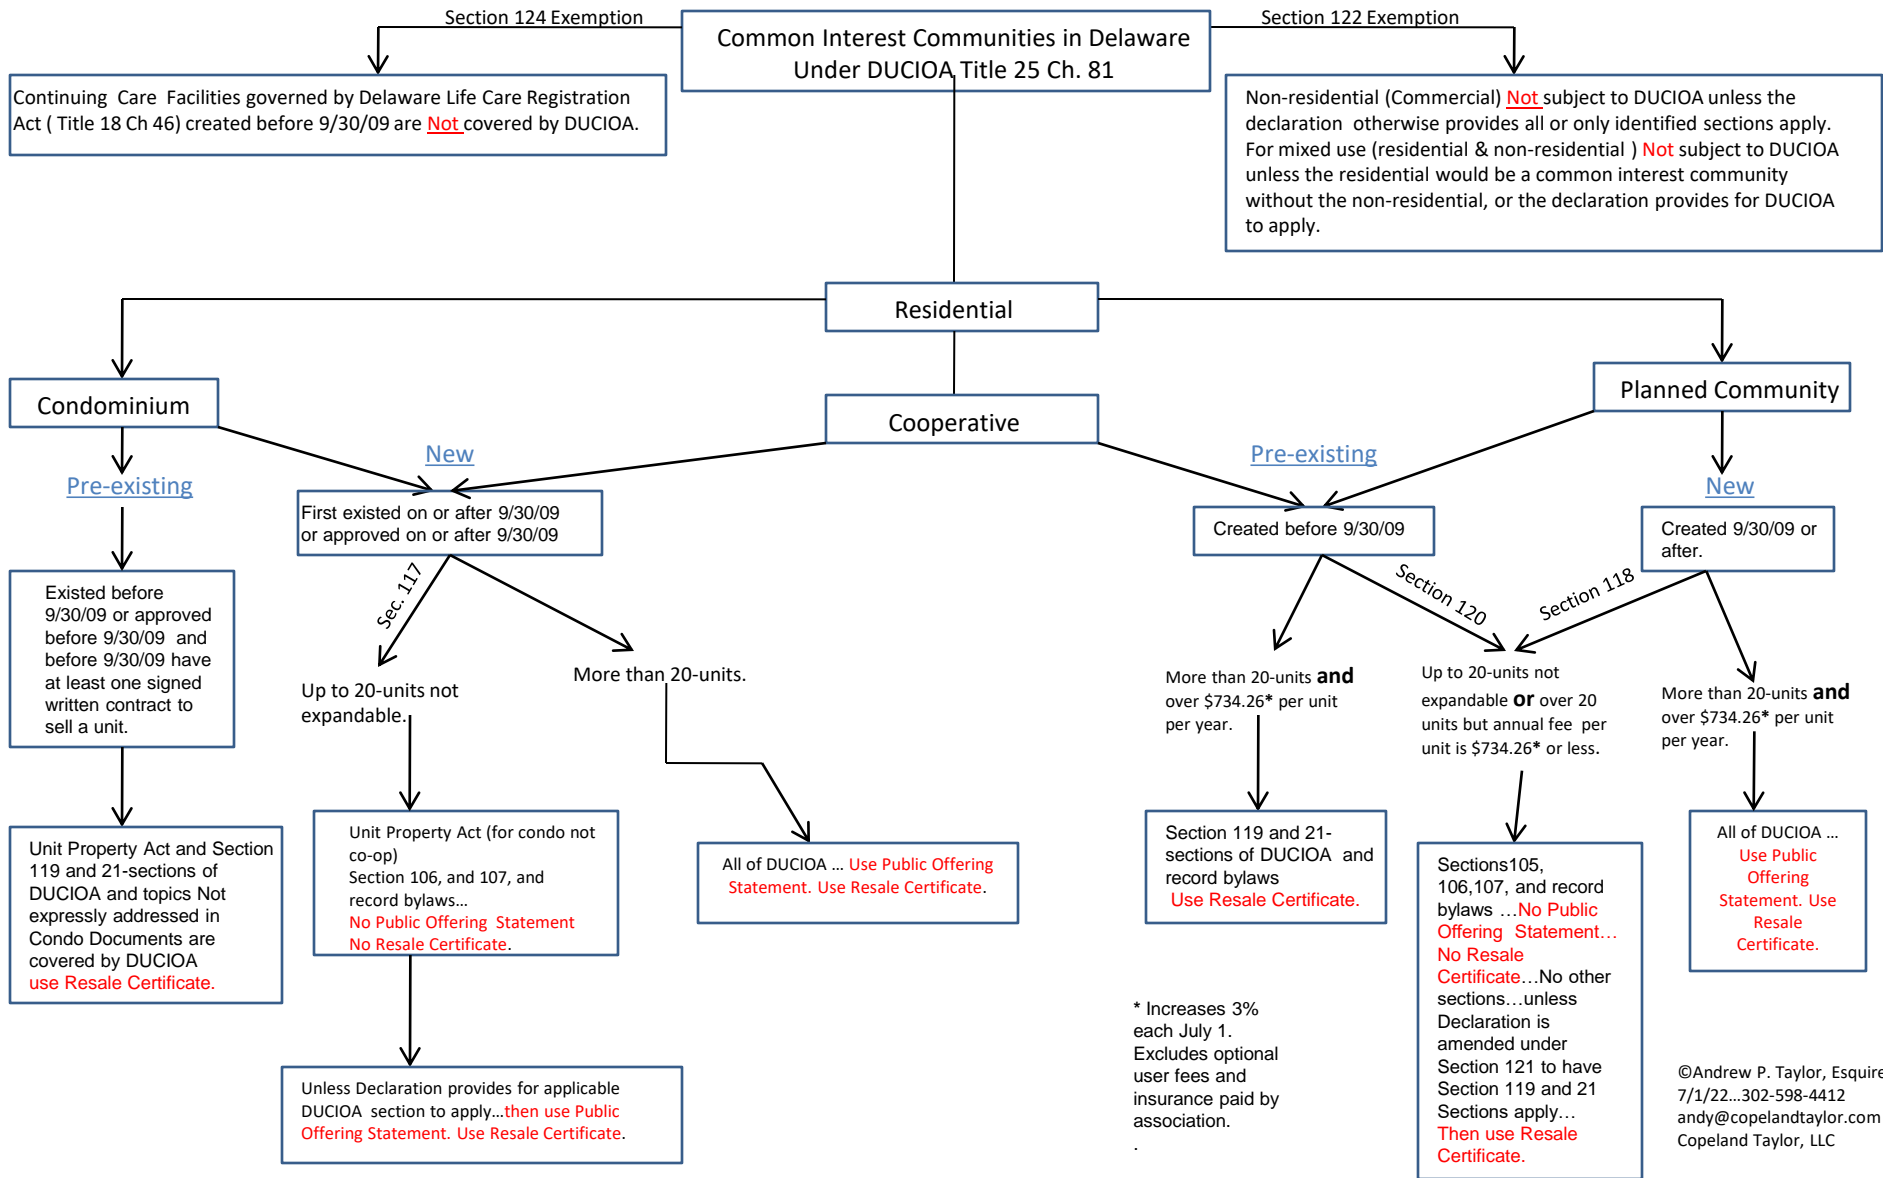 Section 124 Exemption
Section 122 Exemption
Common Interest Communities in Delaware
Under DUCIOA Title 25 Ch. 81
Continuing Care Facilities governed by Delaware Life Care Registration
Act ( Title 18 Ch 46) created before 9/30/09 are Not covered by DUCIOA.
Non-residential (Commercial) Not subject to DUCIOA unless the
declaration otherwise provides all or only identified sections apply.
For mixed use (residential & non-residential ) Not subject to DUCIOA
unless the residential would be a common interest community
without the non-residential, or the declaration provides for DUCIOA
to apply.
Residential
Condominium
Cooperative
Planned Community
Pre-existing
New
Pre-existing
New
First existed on or after 9/30/09
or approved on or after 9/30/09
Created before 9/30/09
Created 9/30/09 or
after.
Existed before
9/30/09 or approved
before 9/30/09 and
before 9/30/09 have
at least one signed
written contract to
sell a unit.
Sec. 117
Section 120
Section 118
Up to 20-units not
expandable.
More than 20-units.
More than 20-units and
over $734.26* per unit
per year.
Up to 20-units not
expandable or over 20
units but annual fee per
unit is $734.26* or less.
More than 20-units and
over $734.26* per unit
per year.
Unit Property Act and Section
119 and 21-sections of
DUCIOA and topics Not
expressly addressed in
Condo Documents are
covered by DUCIOA
use Resale Certificate.
Unit Property Act (for condo not
co-op)
Section 106, and 107, and
record bylaws…
No Public Offering Statement
No Resale Certificate.
All of DUCIOA … Use Public Offering
Statement. Use Resale Certificate.
Section 119 and 21-
sections of DUCIOA and
record bylaws
Use Resale Certificate.
Sections105,
106,107, and record
bylaws …No Public
Offering Statement…
No Resale
Certificate…No other
sections…unless
Declaration is
amended under
Section 121 to have
Section 119 and 21
Sections apply…
Then use Resale
Certificate.
All of DUCIOA …
Use Public
Offering
Statement. Use
Resale
Certificate.
Unless Declaration provides for applicable
DUCIOA section to apply…then use Public
Offering Statement. Use Resale Certificate.
* Increases 3%
each July 1.
Excludes optional
user fees and
insurance paid by
association.
.
©Andrew P. Taylor, Esquire
7/1/22…302-598-4412
andy@copelandtaylor.com
Copeland Taylor, LLC